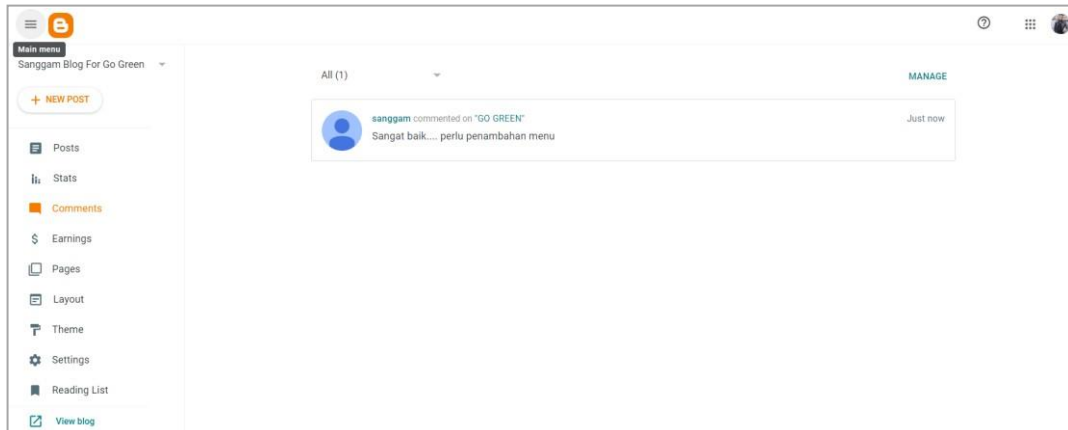 Main menu
Sanggam Blog For Go Green
+ NEW POST
Posts
Stats
Comments
$ Earnings
Pages
Layout
Theme
Settings
Reading List
View blog
All (1)
MANAGE
sanggam commented on "GO GREEN"
Just now
Sangat baik.... perlu penambahan menu